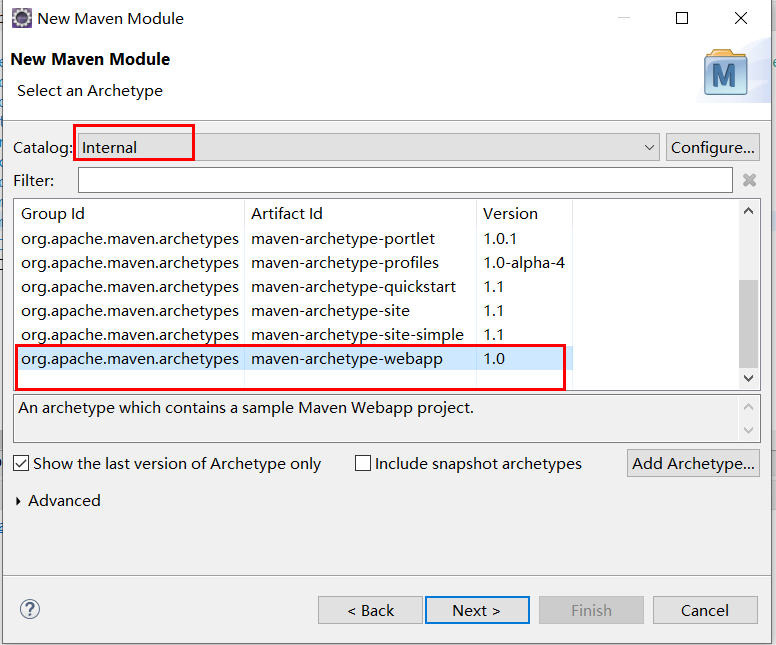 New Maven Module
New Maven Module
Select an Archetype
M
Catalog: Internal Configure...
Filter:
Group Id Artifact Id Version
org.apache.maven.archetypes maven-archetype-portlet 1.0.1
org.apache.maven.archetypes maven-archetype-profiles 1.0-alpha-4
org.apache.maven.archetypes maven-archetype-quickstart 1.1
org.apache.maven.archetypes maven-archetype-site 1.1
org.apache.maven.archetypes maven-archetype-site-simple 1.1
org.apache.maven.archetypes maven-archetype-webapp 1.0
An archetype which contains a sample Maven Webapp project.
Show the last version of Archetype only Include snapshot archetypes Add Archetype...
Advanced
? < Back Next > Finish Cancel